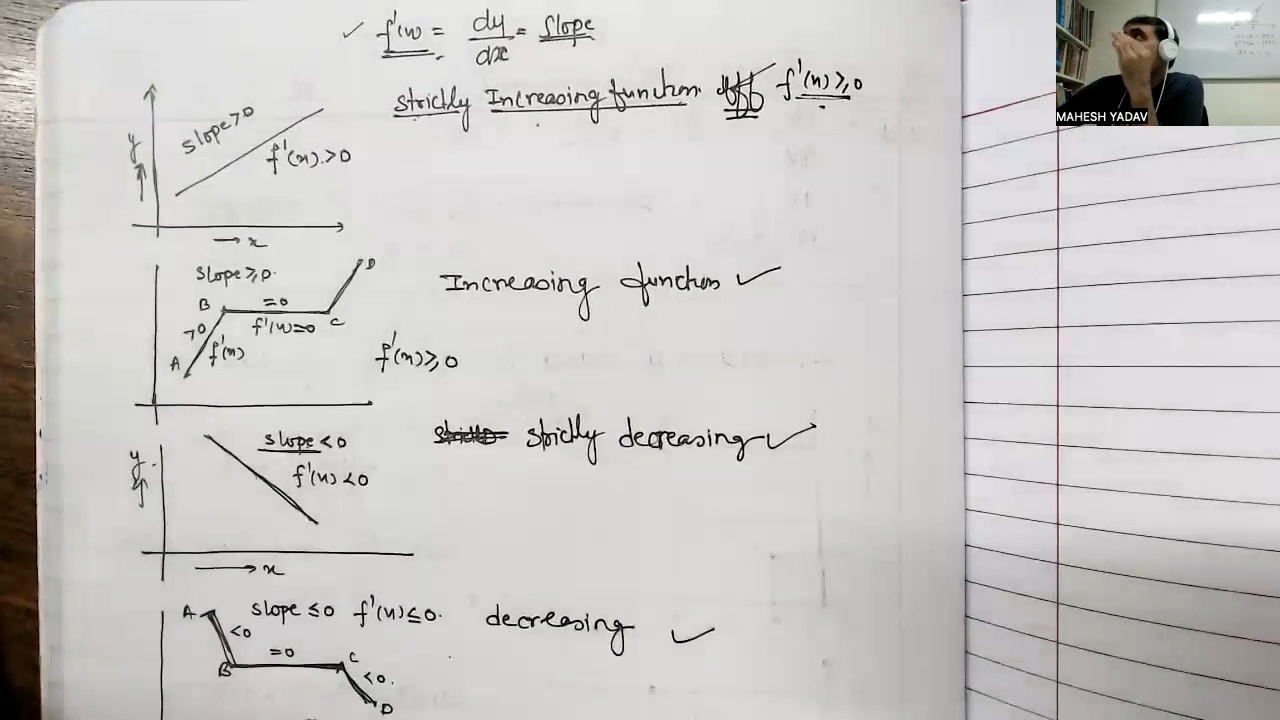 ✓ f'(x) = dy/dx = slope
strictly Increasing function f'(x) ≥ 0
slope > 0
y
f'(x) > 0
→ x
slope ≥ 0
D
Increasing function ✓
B
= 0
f'(x) = 0
C
> 0
A
f'(x)
f'(x) ≥ 0
slope < 0
strictly decreasing ✓
y
f'(x) < 0
→ x
A
slope ≤ 0 f'(x) ≤ 0.
decreasing ✓
< 0
= 0
C
B
< 0.
D
MAHESH YADAV